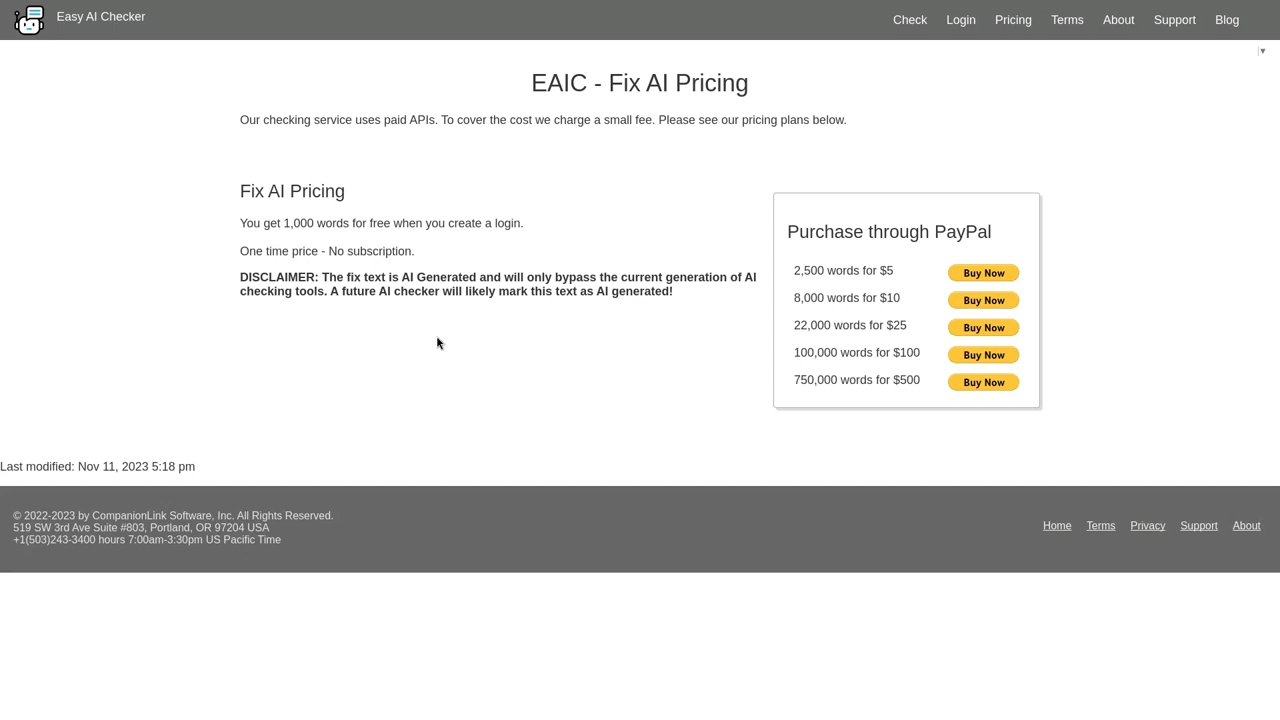 Easy AI Checker
Check Login Pricing Terms About Support Blog
▼
EAIC - Fix AI Pricing
Our checking service uses paid APIs. To cover the cost we charge a small fee. Please see our pricing plans below.
Fix AI Pricing
You get 1,000 words for free when you create a login.
One time price - No subscription.
DISCLAIMER: The fix text is AI Generated and will only bypass the current generation of AI
checking tools. A future AI checker will likely mark this text as AI generated!
Purchase through PayPal
2,500 words for $5 Buy Now
8,000 words for $10 Buy Now
22,000 words for $25 Buy Now
100,000 words for $100 Buy Now
750,000 words for $500 Buy Now
Last modified: Nov 11, 2023 5:18 pm
© 2022-2023 by CompanionLink Software, Inc. All Rights Reserved.
519 SW 3rd Ave Suite #803, Portland, OR 97204 USA
+1(503)243-3400 hours 7:00am-3:30pm US Pacific Time
Home Terms Privacy Support About